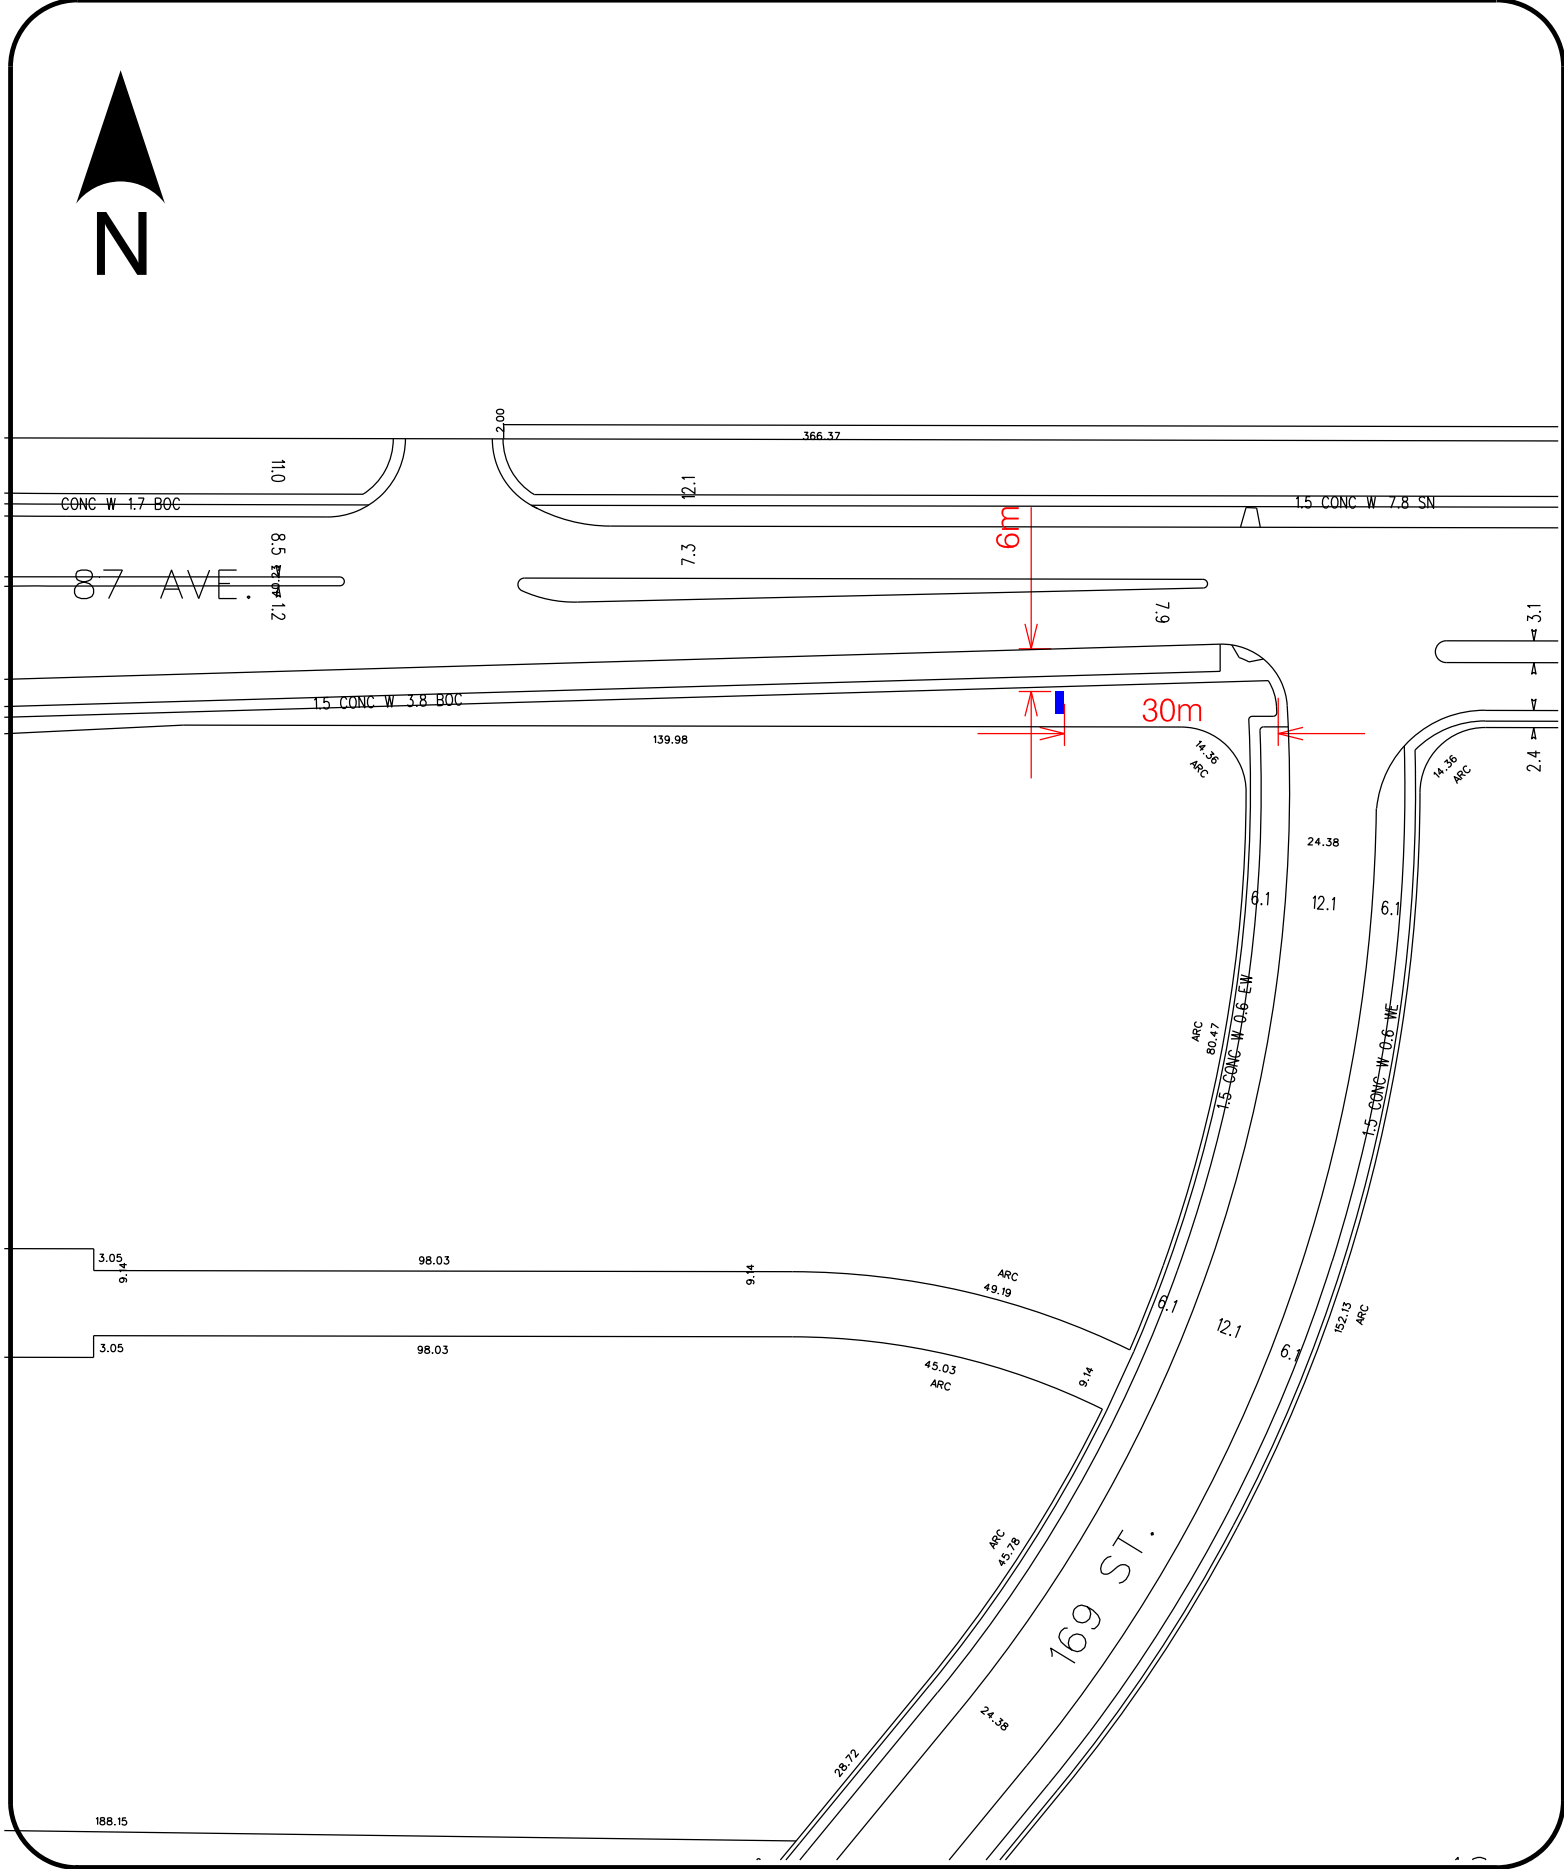 N
2.00
366.37
11.0
12.1
CONC W 1.7 BOC
1.5 CONC W 7.8 SN
6m
8.5
7.3
87 AVE.
1.2
7.9
3.1
1.5 CONC W 3.8 BOC
30m
139.98
14.36
ARC
14.36
ARC
2.4
24.38
6.1
12.1
6.1
1.5 CONC W 0.6 EW
ARC
80.47
1.5 CONC W 0.6 WE
3.05
9.14
98.03
9.14
ARC
49.19
6.1
12.1
6.1
152.13
ARC
3.05
98.03
45.03
ARC
9.14
ARC
45.78
169 ST.
24.38
28.72
188.15